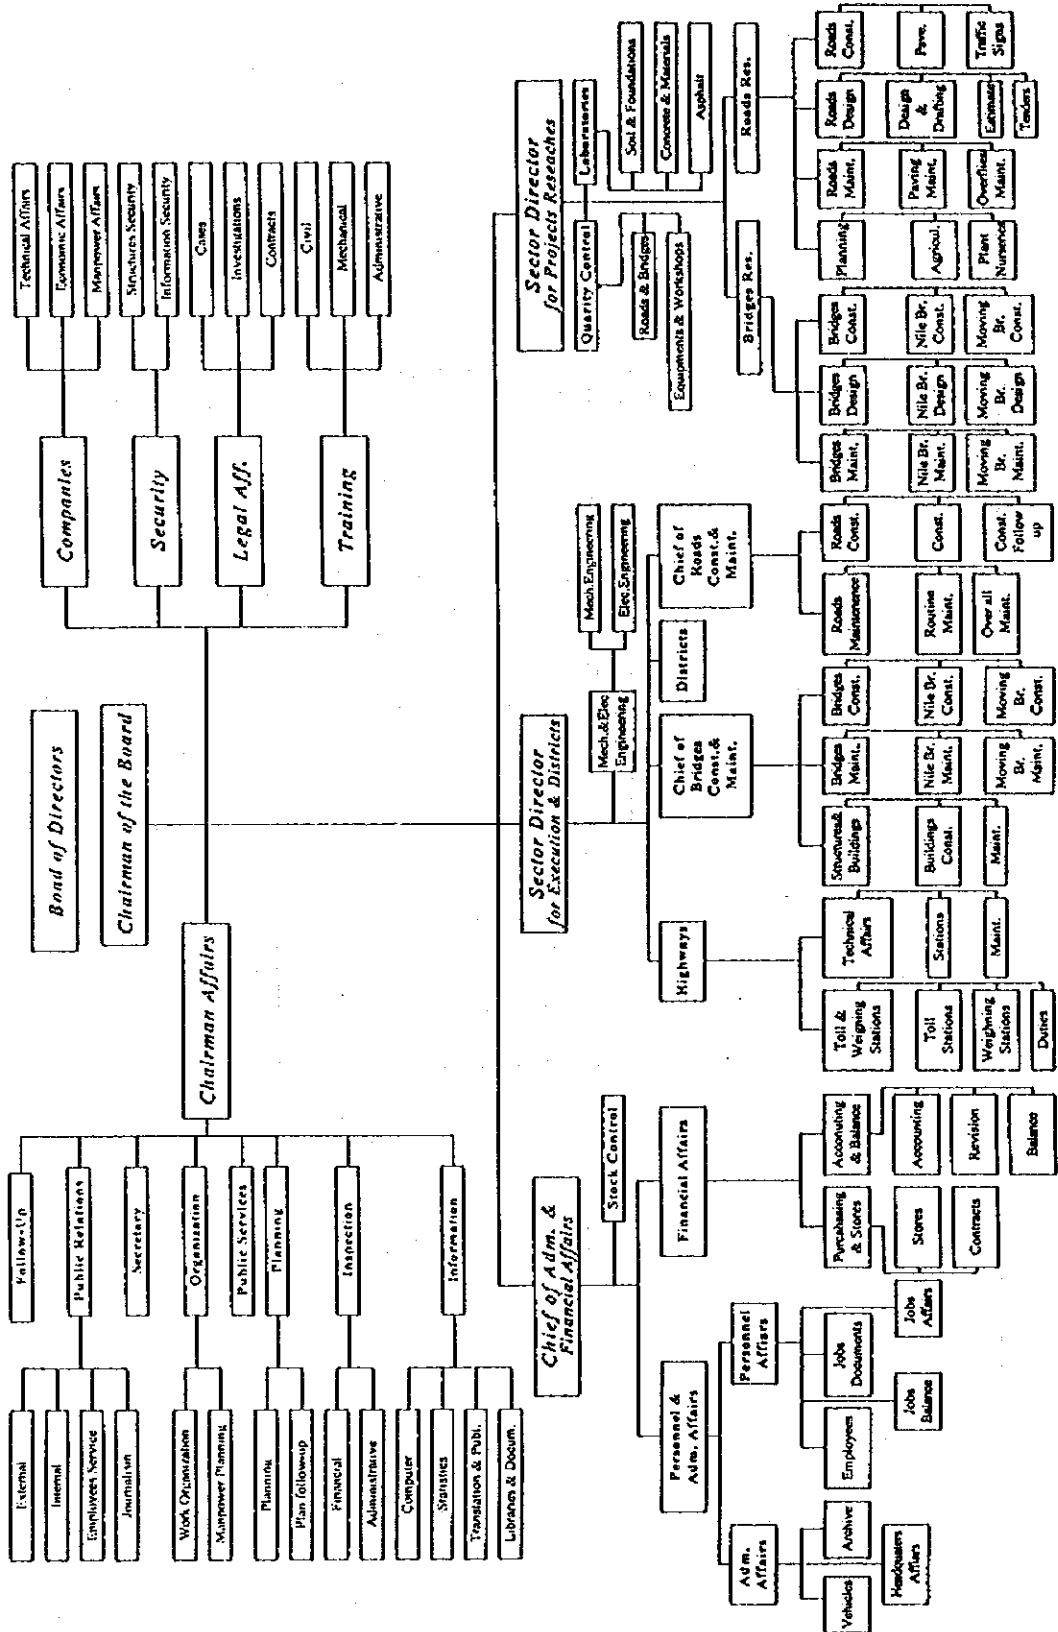 Boad of Directors
Chairman of the Board
Chairman Affairs
Follow-Up
Public Relations
Secretary
Organization
Public Services
Planning
Inspection
Information
External
Internal
Employees Service
Journalism
Work Organization
Manpower Planning
Planning
Plan followup
Financial
Administrative
Computer
Statistics
Translation & Publ.
Libraries & Docum.
Companies
Security
Legal Aff.
Training
Technical Affairs
Economic Affairs
Manpower Affairs
Structures Security
Information Security
Cases
Investigations
Contracts
Civil
Mechanical
Administrative
Chief of Adm. &
Financial Affairs
Stock Control
Personnel &
Adm. Affairs
Financial Affairs
Adm.
Affairs
Personnel
Affairs
Vehicles
Archive
Headquaters
Affairs
Employees
Jobs
Documents
Jobs
Balance
Jobs
Affairs
Purcahasing
& Stores
Stores
Contracts
Accounting
& Balance
Accounting
Revision
Balance
Sector Director
for Execution & Districts
Mech.& Elec
Engineering
Mech.Engineering
Elec.Engineering
Highways
Chief of
Bridges
Const.&
Maint.
Districts
Chief of
Roads
Const.&
Maint.
Toll &
Weighing
Stations
Toll
Stations
Weighning
Stations
Duties
Technical
Affairs
Stations
Maint.
Structures&
Buildings
Buildings
Const.
Maint.
Bridges
Maint.
Nile Br.
Maint.
Moving
Br.
Maint.
Bridges
Const.
Nile Br.
Const.
Moving
Br.
Const.
Roads
Maintenence
Routine
Maint.
Over all
Maint.
Roads
Const.
Const.
Const.
Follow
up
Sector Director
for Projects Reseaches
Quarity Control
Laboratories
Roads & Bridges
Equipments & Workshops
Soil & Foundations
Concrete & Materials
Asphalt
Bridges Res.
Roads Res.
Bridges
Maint.
Nile Br.
Maint.
Moving
Br.
Maint.
Bridges
Design
Nile Br.
Design
Moving
Br.
Design
Bridges
Const.
Nile Br.
Const.
Moving
Br.
Const.
Planning
Agricul.
Plant
Nursence
Roads
Maint.
Paving
Maint.
Overflies
Maint.
Roads
Design
Design
&
Drafting
Estimate
Tenders
Roads
Const.
Pave.
Traffic
Signs